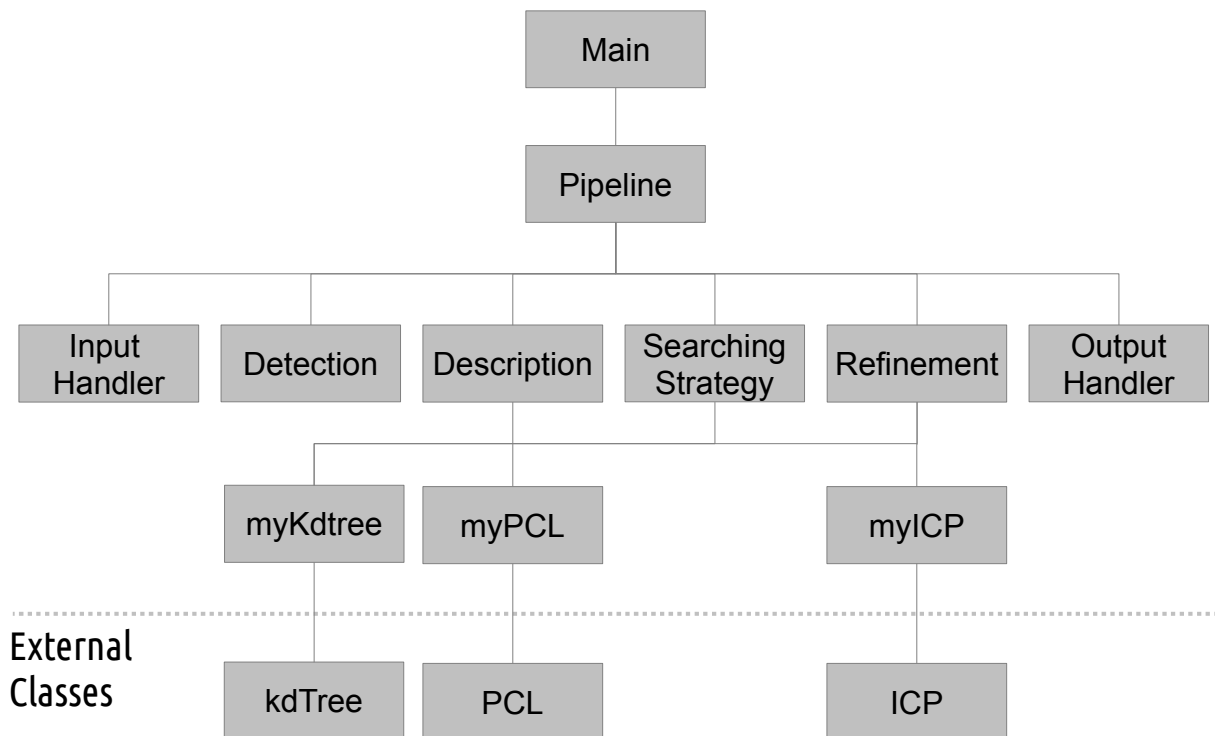 Main
Pipeline
Input
Handler
Detection
Description
Searching
Strategy
Refinement
Output
Handler
myKdtree
myPCL
myICP
External
Classes
kdTree
PCL
ICP